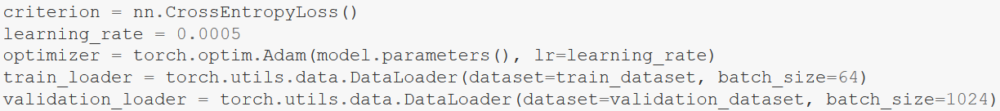 criterion = nn.CrossEntropyLoss()
learning_rate = 0.0005
optimizer = torch.optim.Adam(model.parameters(), lr=learning_rate)
train_loader = torch.utils.data.DataLoader(dataset=train_dataset, batch_size=64)
validation_loader = torch.utils.data.DataLoader(dataset=validation_dataset, batch_size=1024)